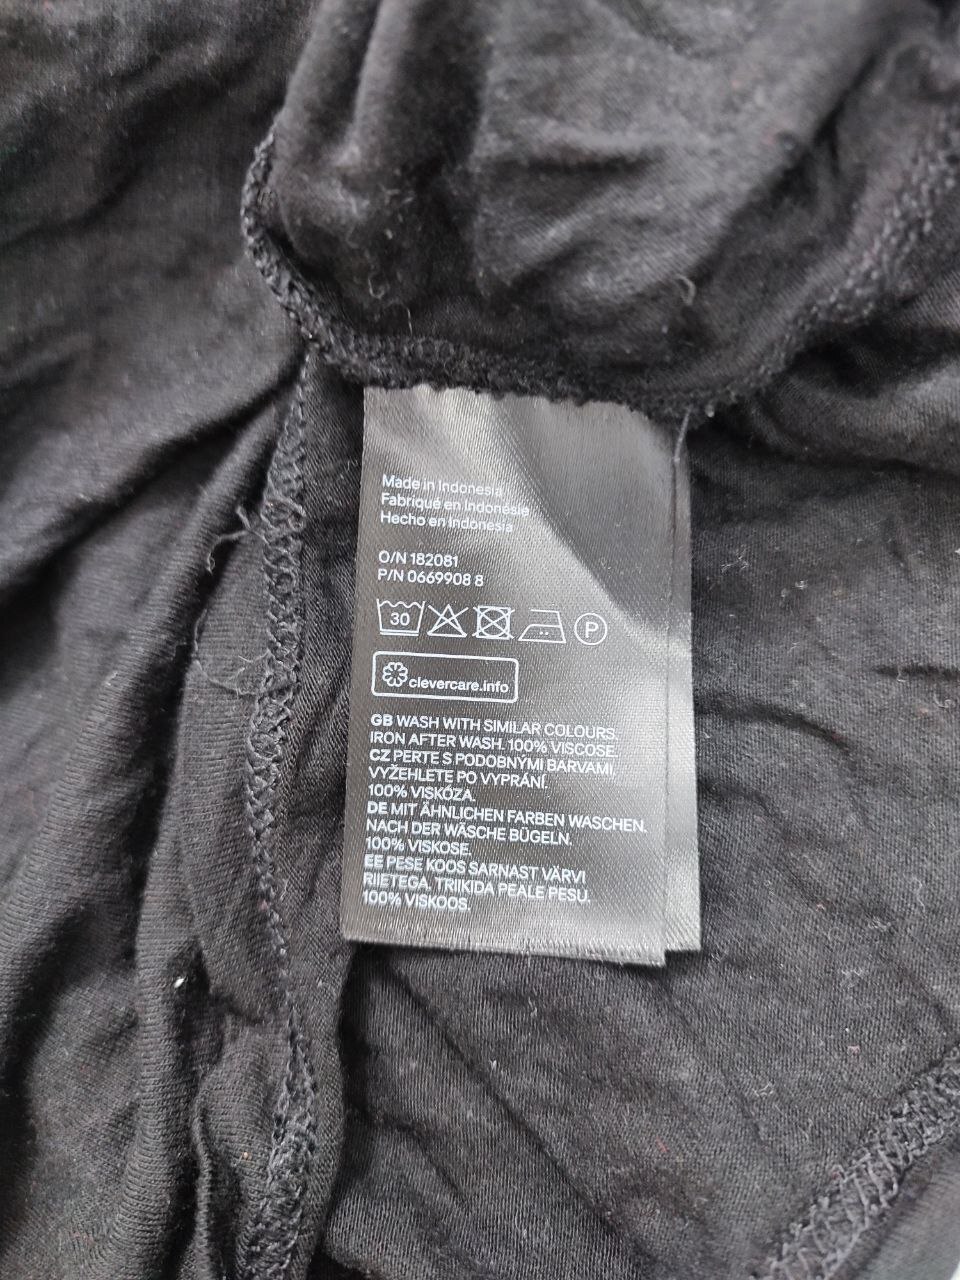 Made in Indonesia
Fabriqué en Indonésie
Hecho en Indonesia
O/N 182081
P/N 0669908 8
30 P
clevercare.info
GB WASH WITH SIMILAR COLOURS.
IRON AFTER WASH. 100% VISCOSE.
CZ PERTE S PODOBNÝMI BARVAMI,
VYŽEHLETE PO VYPRÁNÍ.
100% VISKÓZA.
DE MIT ÄHNLICHEN FARBEN WASCHEN.
NACH DER WÄSCHE BÜGELN.
100% VISKOSE.
EE PESE KOOS SARNAST VÄRVI
RIIETEGA, TRIIKIDA PEALE PESU.
100% VISKOOS.